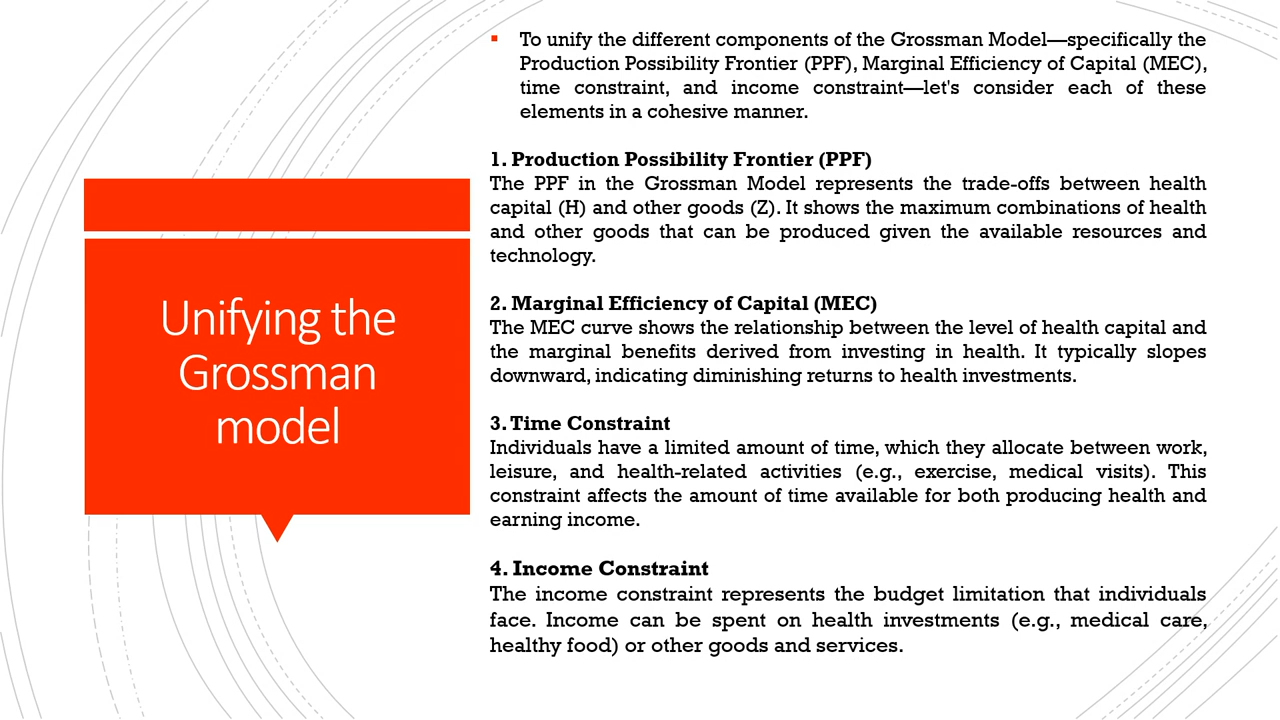 Unifying the
Grossman
model
To unify the different components of the Grossman Model—specifically the
Production Possibility Frontier (PPF), Marginal Efficiency of Capital (MEC),
time constraint, and income constraint—let's consider each of these
elements in a cohesive manner.
1. Production Possibility Frontier (PPF)
The PPF in the Grossman Model represents the trade-offs between health
capital (H) and other goods (Z). It shows the maximum combinations of health
and other goods that can be produced given the available resources and
technology.
2. Marginal Efficiency of Capital (MEC)
The MEC curve shows the relationship between the level of health capital and
the marginal benefits derived from investing in health. It typically slopes
downward, indicating diminishing returns to health investments.
3. Time Constraint
Individuals have a limited amount of time, which they allocate between work,
leisure, and health-related activities (e.g., exercise, medical visits). This
constraint affects the amount of time available for both producing health and
earning income.
4. Income Constraint
The income constraint represents the budget limitation that individuals
face. Income can be spent on health investments (e.g., medical care,
healthy food) or other goods and services.